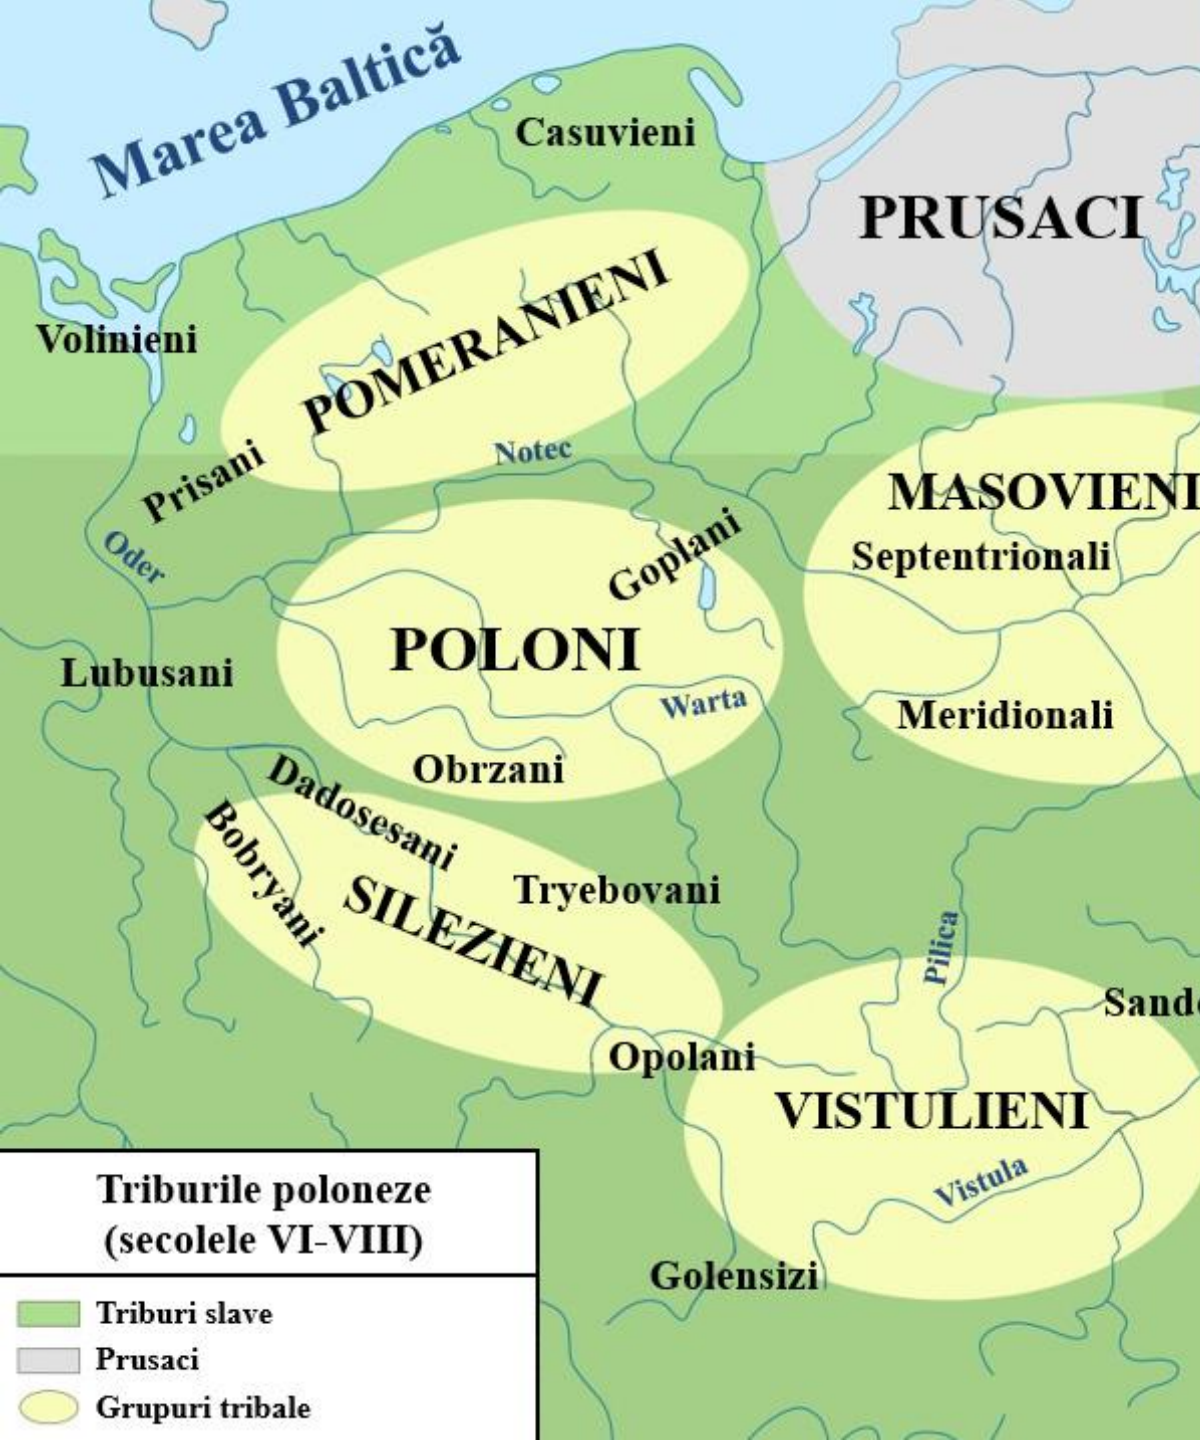 Marea Baltică
Casuvieni
PRUSACI
POMERANIENI
Volinieni
Prisani
Notec
MASOVIENI
Septentrionali
Goplani
Oder
POLONI
Lubusani
Warta
Meridionali
Obrzani
Dadosesani
Bobryani
Tryebovani
SILEZIENI
Pilica
Opolani
VISTULIENI
Vistula
Golensizi
Triburile poloneze
(secolele VI-VIII)
Triburi slave
Prusaci
Grupuri tribale